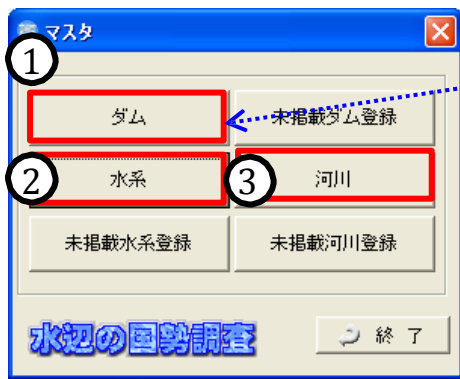 マスタ
①
ダム
未掲載ダム登録
②
水系
③
河川
未掲載水系登録
未掲載河川登録
水辺の国勢調査
終 了